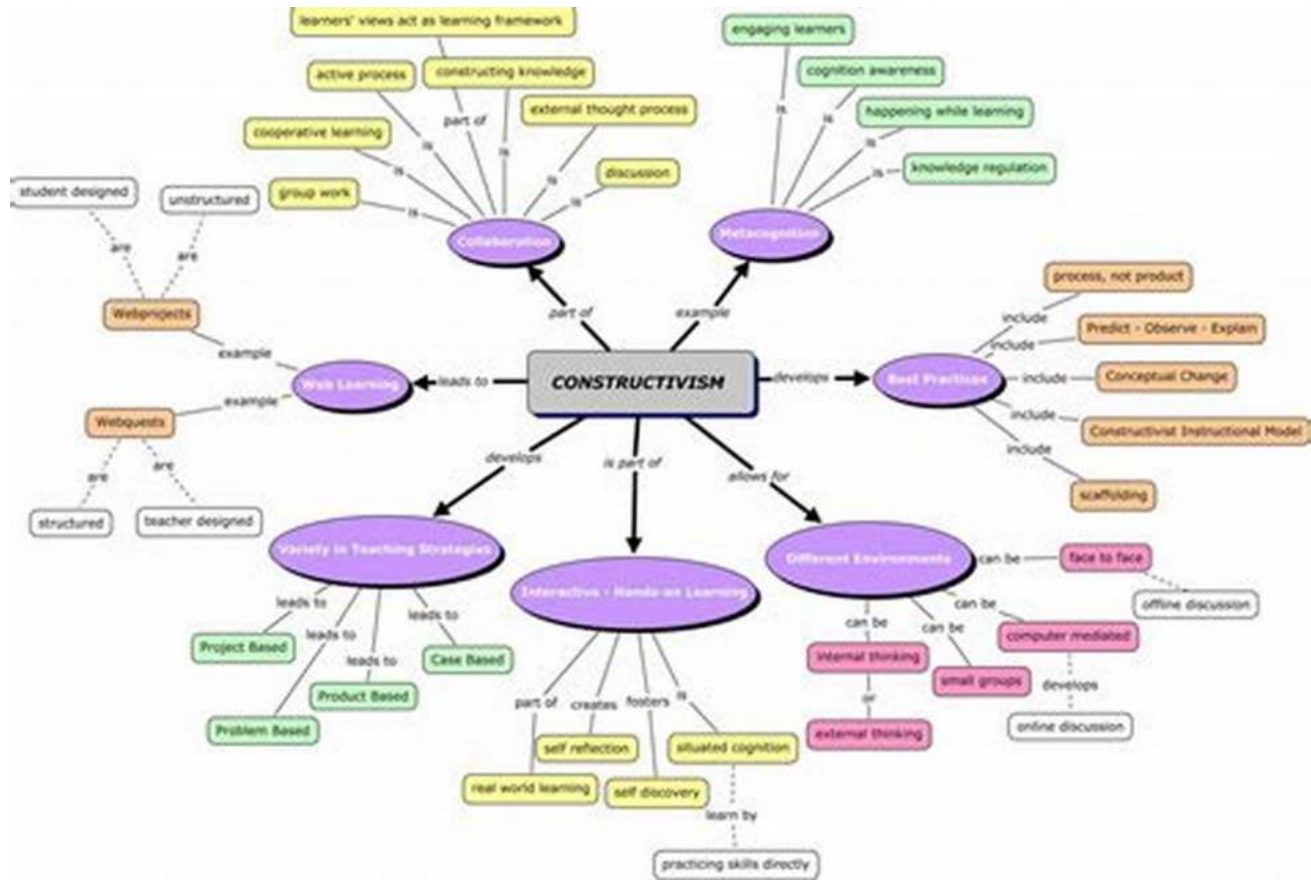 learners' views act as learning framework
engaging learners
active process
constructing knowledge
cognition awareness
part of
external thought process
is
happening while learning
cooperative learning
is
is
is
is
is
discussion
is
knowledge regulation
student designed
unstructured
group work
is
is
is
are
are
Collaboration
Metacognition
process, not product
Webprojects
part of
example
include
Predict - Observe - Explain
example
include
Web Learning
leads to
CONSTRUCTIVISM
develops
Best Practices
include
Conceptual Change
example
include
Webquests
Constructivist Instructional Model
develops
is part of
include
are
are
allows for
scaffolding
structured
teacher designed
Variety in Teaching Strategies
Different Environments
can be
face to face
Interactive - Hands-on Learning
leads to
leads to
can be
offline discussion
leads to
can be
can be
computer mediated
Project Based
leads to
Case Based
internal thinking
Product Based
small groups
develops
part of
creates
fosters
is
or
Problem Based
self reflection
situated cognition
external thinking
online discussion
real world learning
self discovery
learn by
practicing skills directly